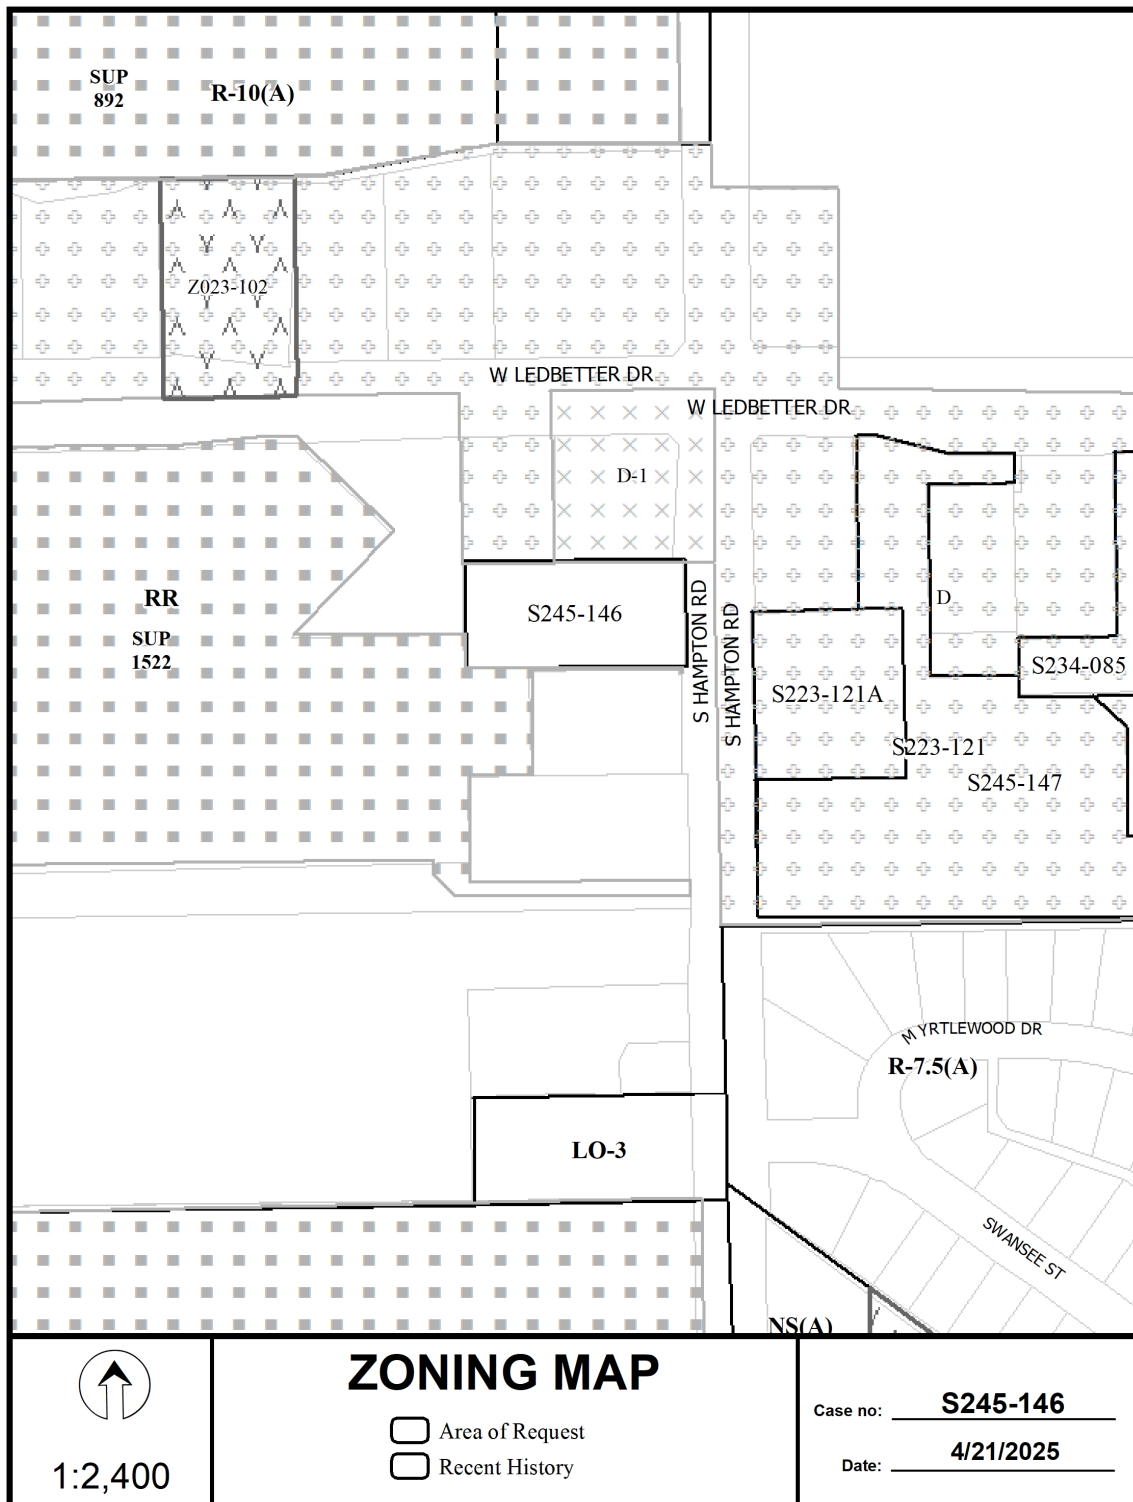 SUP
892
R-10(A)
Z023-102
W LEDBETTER DR
W LEDBETTER DR
D-1
RR
SUP
1522
S245-146
S HAMPTON RD
S HAMPTON RD
D
S234-085
S223-121A
S223-121
S245-147
MYRTLEWOOD DR
R-7.5(A)
LO-3
SWANSEE ST
NS(A)
1:2,400
ZONING MAP
Area of Request
Recent History
Case no: S245-146
Date: 4/21/2025